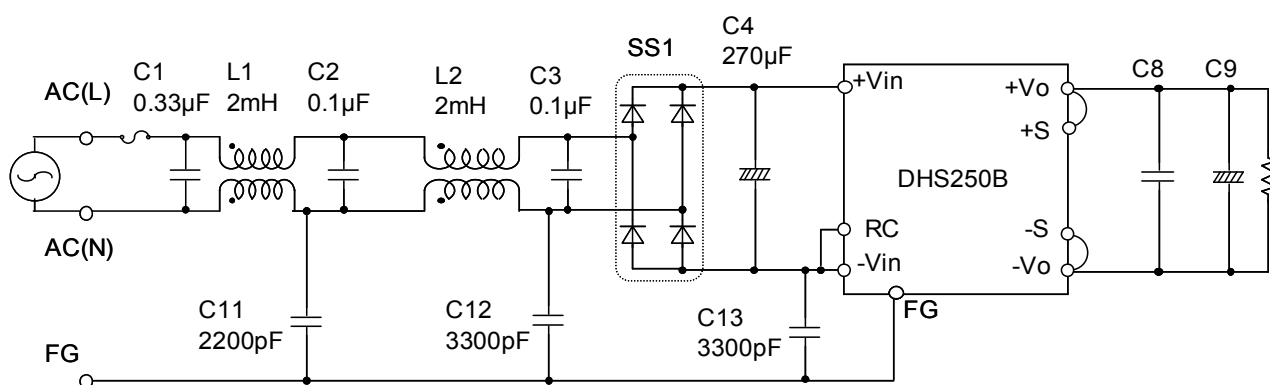 C4
270µF
SS1
C1
0.33µF
L1
2mH
C2
0.1µF
L2
2mH
C3
0.1µF
AC(L)
AC(N)
+Vin
RC
-Vin
DHS250B
+Vo
+S
-S
-Vo
FG
C8
C9
C11
2200pF
C12
3300pF
C13
3300pF
FG